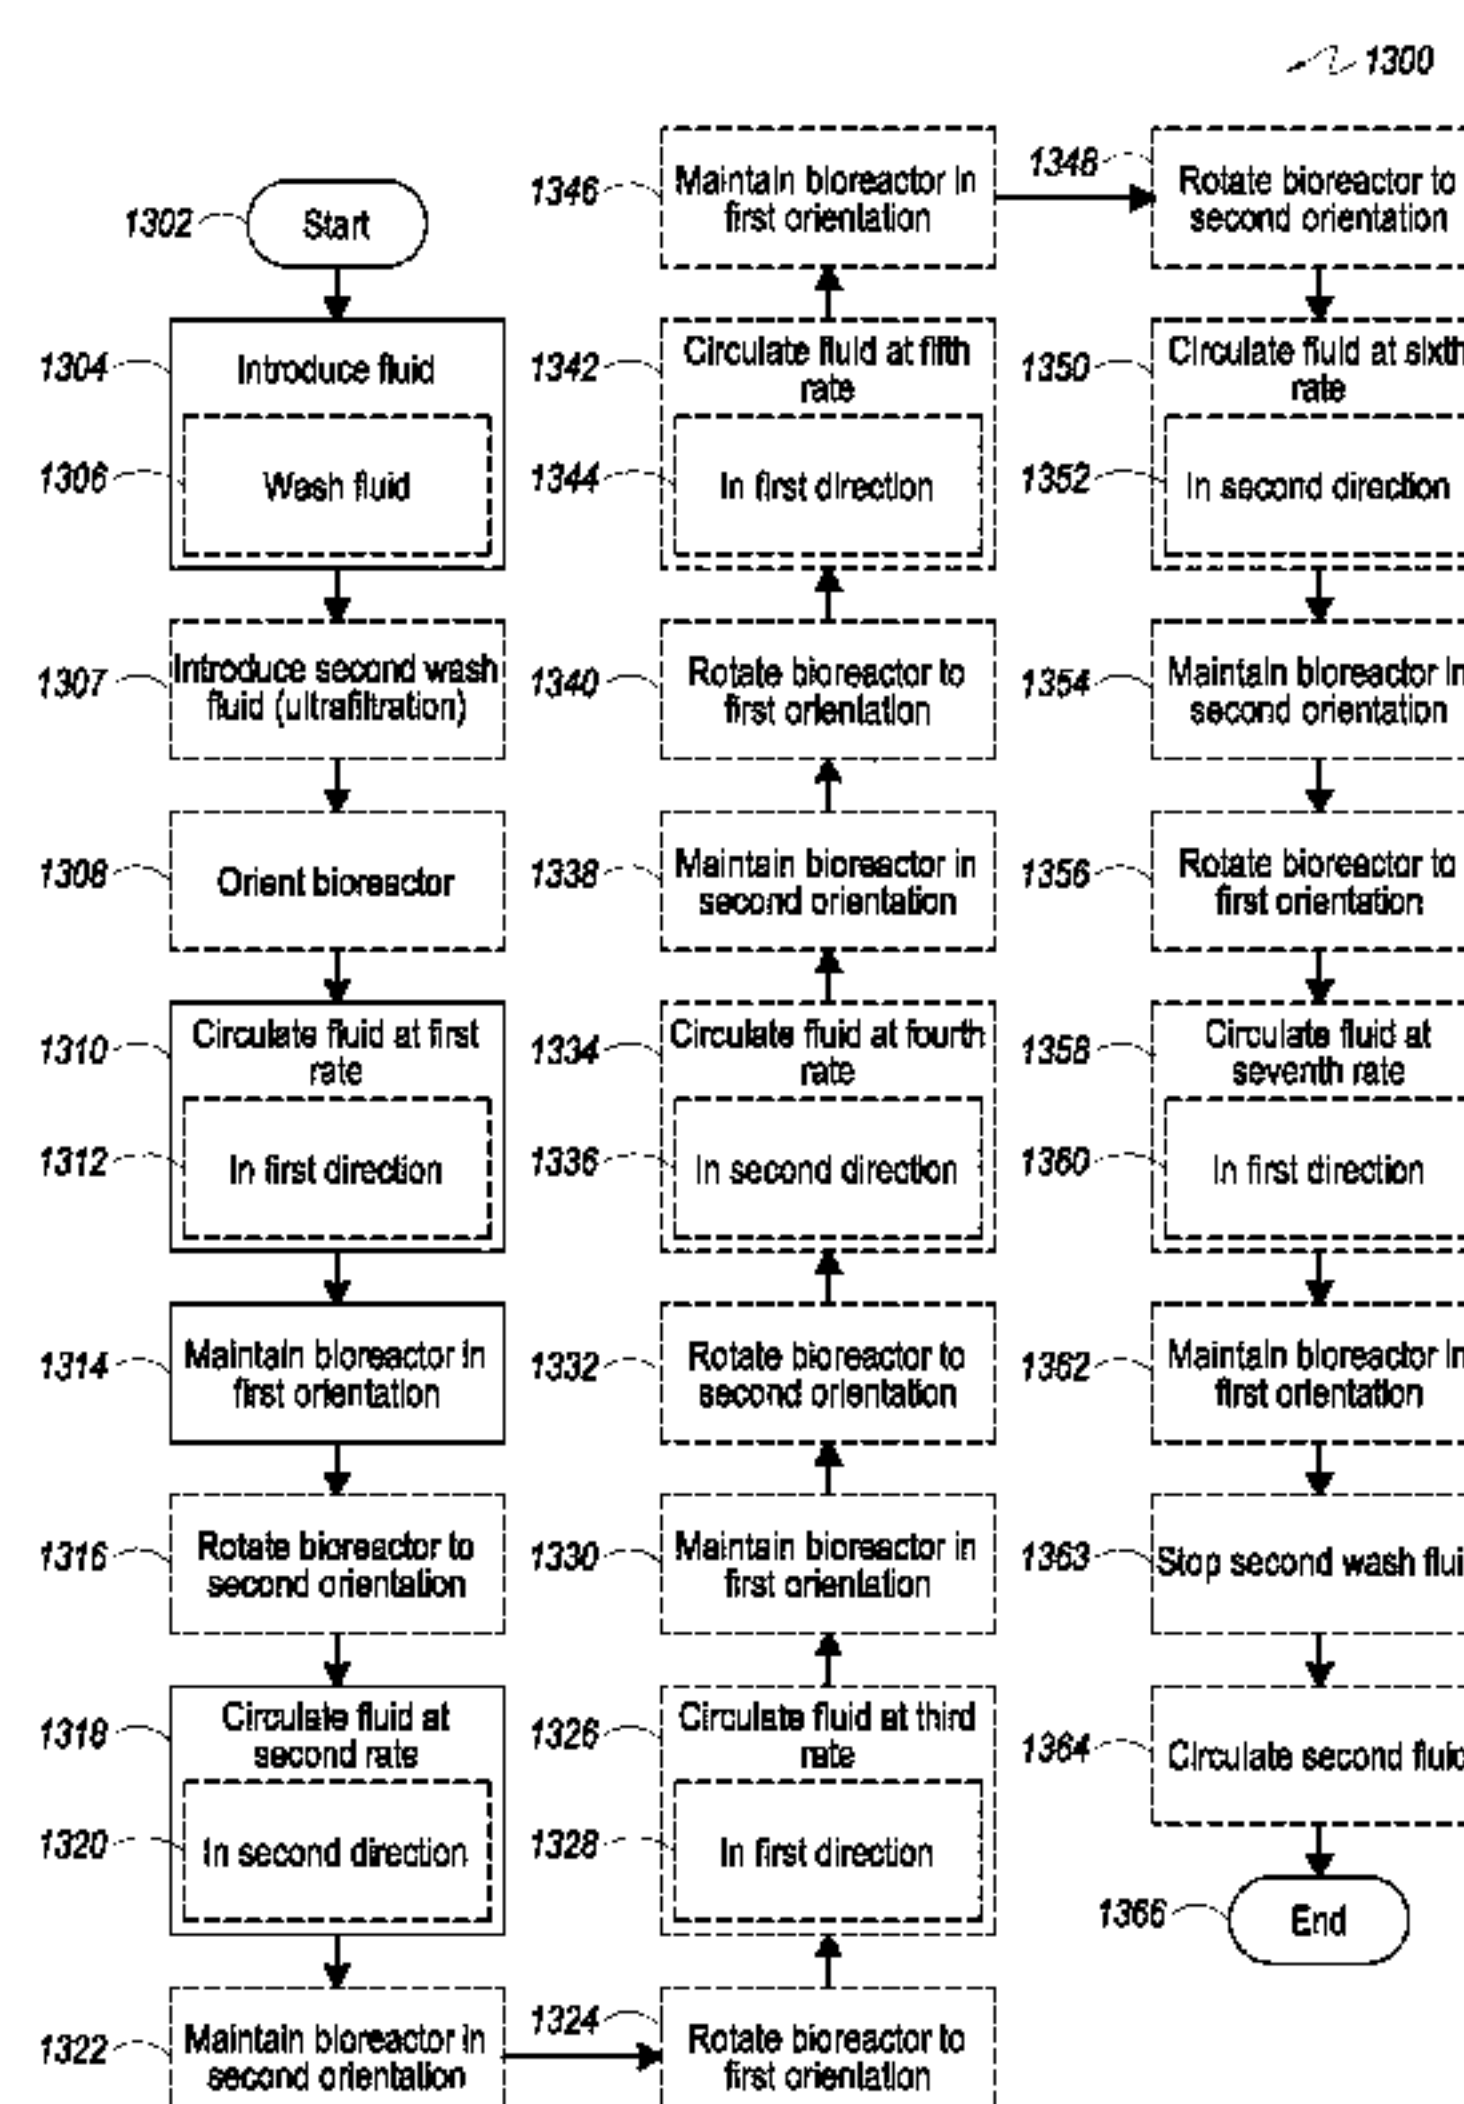 1300
1302
Start
1304
Introduce fluid
1306
Wash fluid
1307
Introduce second wash
fluid (ultrafiltration)
1308
Orient bioreactor
1310
Circulate fluid at first
rate
1312
In first direction
1314
Maintain bioreactor in
first orientation
1316
Rotate bioreactor to
second orientation
1318
Circulate fluid at
second rate
1320
In second direction
1322
Maintain bioreactor in
second orientation
1324
Rotate bioreactor to
first orientation
1326
Circulate fluid at third
rate
1328
In first direction
1330
Maintain bioreactor in
first orientation
1332
Rotate bioreactor to
second orientation
1334
Circulate fluid at fourth
rate
1336
In second direction
1338
Maintain bioreactor in
second orientation
1340
Rotate bioreactor to
first orientation
1342
Circulate fluid at fifth
rate
1344
In first direction
1346
Maintain bioreactor in
first orientation
1348
Rotate bioreactor to
second orientation
1350
Circulate fluid at sixth
rate
1352
In second direction
1354
Maintain bioreactor in
second orientation
1356
Rotate bioreactor to
first orientation
1358
Circulate fluid at
seventh rate
1360
In first direction
1362
Maintain bioreactor in
first orientation
1363
Stop second wash
1364
Circulate second
1366
End